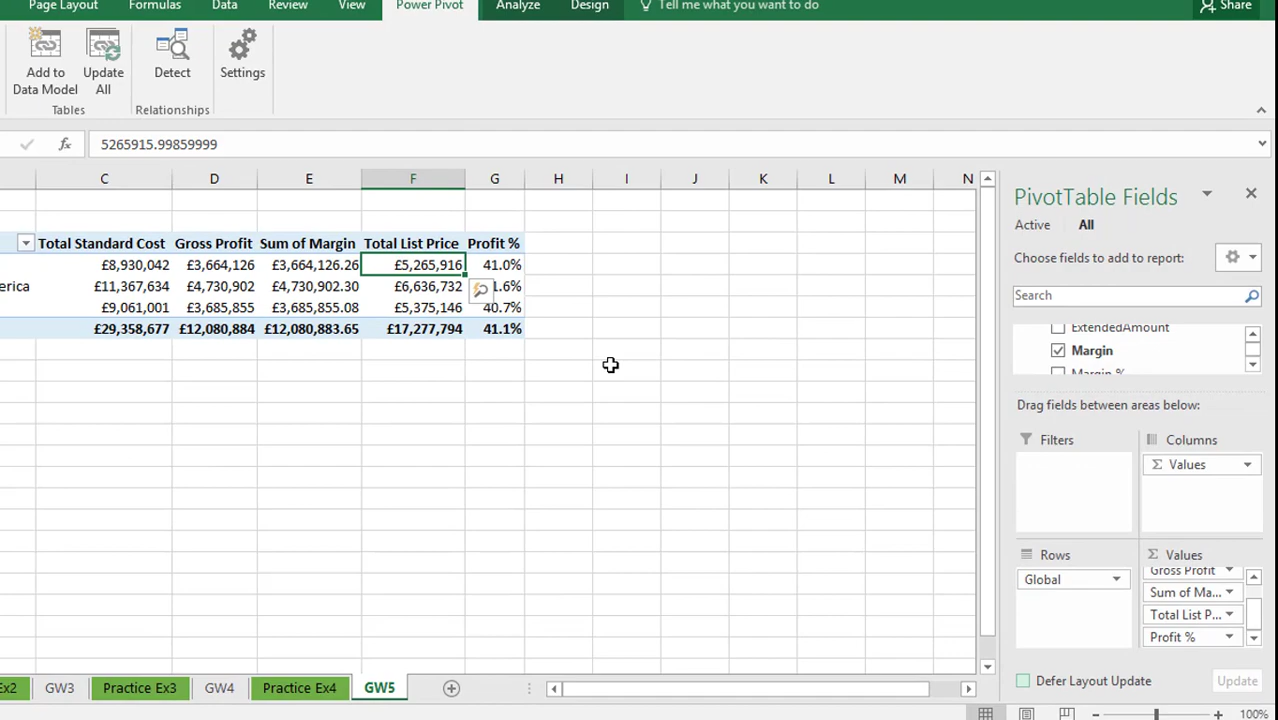 Page Layout Formulas Data Review View Power Pivot Analyze Design Tell me what you want to do Share
Add to Data Model Update All Detect Settings
Tables Relationships
fx 5265915.99859999
C D E F G H I J K L M N
Total Standard Cost Gross Profit Sum of Margin Total List Price Profit %
£8,930,042 £3,664,126 £3,664,126.26 £5,265,916 41.0%
erica £11,367,634 £4,730,902 £4,730,902.30 £6,636,732 1.6%
£9,061,001 £3,685,855 £3,685,855.08 £5,375,146 40.7%
£29,358,677 £12,080,884 £12,080,883.65 £17,277,794 41.1%
PivotTable Fields
Active All
Choose fields to add to report:
Search
ExtendedAmount
Margin
Margin %
Drag fields between areas below:
Filters Columns
Σ Values
Rows Σ Values
Global
Gross Profit
Sum of Ma...
Total List P...
Profit %
Defer Layout Update Update
Ex2 GW3 Practice Ex3 GW4 Practice Ex4 GW5
100%